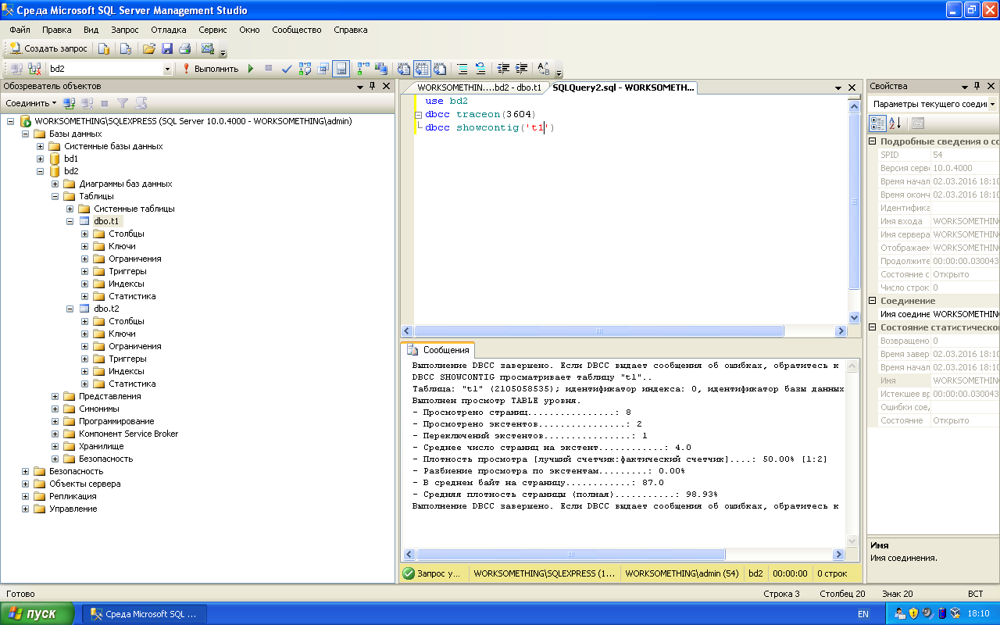 Среда Microsoft SQL Server Management Studio
Файл Правка Вид Запрос Отладка Сервис Окно Сообщество Справка
Создать запрос
bd2 Выполнить
Обозреватель объектов
Соединить
WORKSOMETHING\SQLEXPRESS (SQL Server 10.0.4000 - WORKSOMETHING\admin)
Базы данных
Системные базы данных
bd1
bd2
Диаграммы баз данных
Таблицы
Системные таблицы
dbo.t1
Столбцы
Ключи
Ограничения
Триггеры
Индексы
Статистика
dbo.t2
Столбцы
Ключи
Ограничения
Триггеры
Индексы
Статистика
Представления
Синонимы
Программирование
Компонент Service Broker
Хранилище
Безопасность
Безопасность
Объекты сервера
Репликация
Управление
WORKSOMETHIN....bd2 - dbo.t1 SQLQuery2.sql - WORKSOMETH...
use bd2
dbcc traceon(3604)
dbcc showcontig('t1')
Сообщения
Выполнение DBCC завершено. Если DBCC выдает сообщения об ошибках, обратитесь к
DBCC SHOWCONTIG просматривает таблицу "t1"..
Таблица: "t1" (2105058535); идентификатор индекса: 0, идентификатор базы данных
Выполнен просмотр TABLE уровня.
- Просмотрено страниц................: 8
- Просмотрено экстентов................: 2
- Переключений экстентов................: 1
- Среднее число страниц на экстент............: 4.0
- Плотность просмотра [лучший счетчик:фактический счетчик]....: 50.00% [1:2]
- Разбиение просмотра по экстентам.........: 0.00%
- В среднем байт на страницу............: 87.0
- Средняя плотность страницы (полная)...........: 98.93%
Выполнение DBCC завершено. Если DBCC выдает сообщения об ошибках, обратитесь к
Запрос у... WORKSOMETHING\SQLEXPRESS (1... WORKSOMETHING\admin (54) bd2 00:00:00 0 строк
Свойства
Параметры текущего соеди
Подробные сведения о со
SPID 54
Версия серве 10.0.4000
Время начал 02.03.2016 18:10
Время оконч 02.03.2016 18:10
Идентифика
Имя входа WORKSOMETHING
Имя сервера WORKSOMETHING
Отображаем WORKSOMETHING
Продолжите 00:00:00.030043
Состояние с Открыто
Число строк 0
Соединение
Имя соедине WORKSOMETHING
Состояние статистическо
Возвращено 0
Время завер 02.03.2016 18:10
Время начал 02.03.2016 18:10
Имя WORKSOMETHING
Истекшее вр 00:00:00.030043
Ошибки сое,
Состояние Открыто
Имя
Имя соединения.
Готово Строка 3 Столбец 20 Знак 20 ВСТ
пуск Среда Microsoft SQL ... EN 18:10